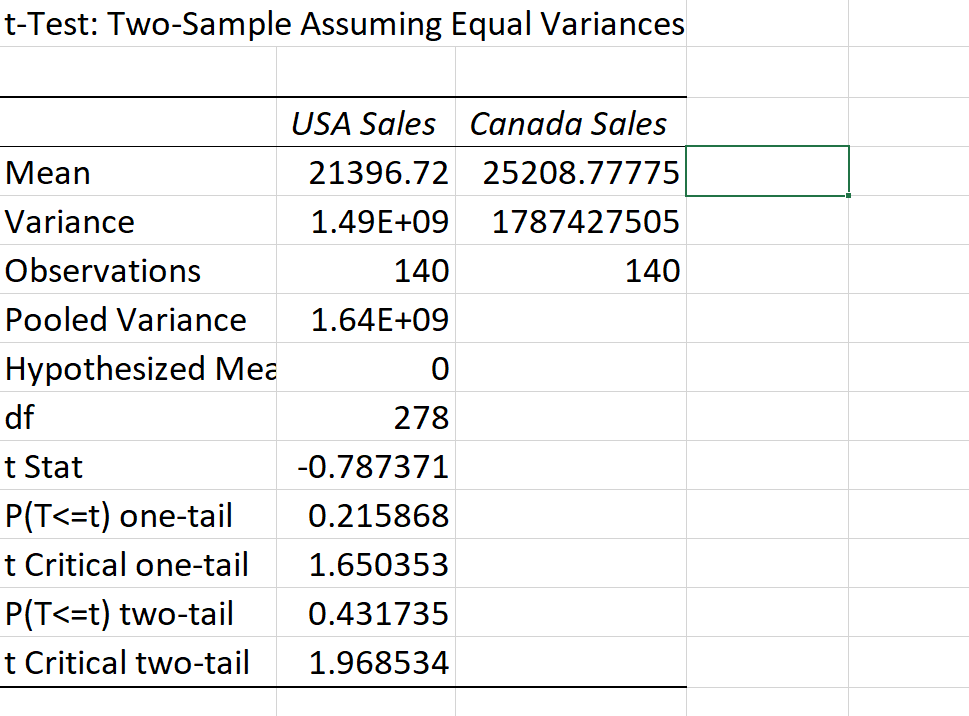 t-Test: Two-Sample Assuming Equal Variances
USA Sales Canada Sales
Mean 21396.72 25208.77775
Variance 1.49E+09 1787427505
Observations 140 140
Pooled Variance 1.64E+09
Hypothesized Mea 0
df 278
t Stat -0.787371
P(T<=t) one-tail 0.215868
t Critical one-tail 1.650353
P(T<=t) two-tail 0.431735
t Critical two-tail 1.968534